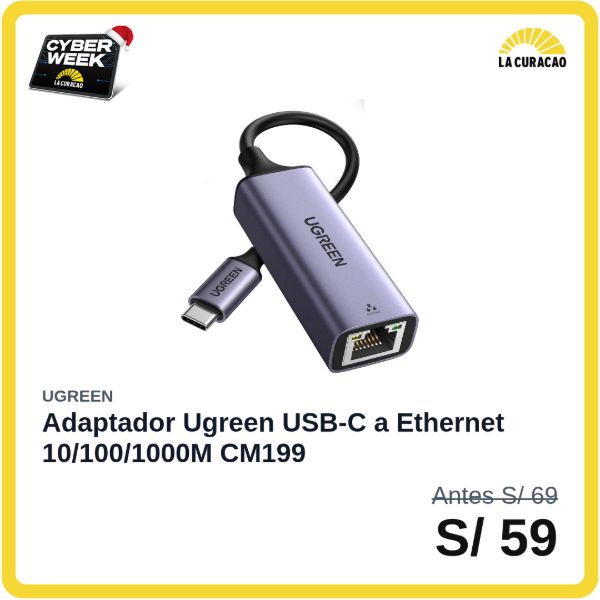 CYBER
WEEK
LA CURACAO
LA CURACAO
UGREEN
UGREEN
UGREEN
Adaptador Ugreen USB-C a Ethernet
10/100/1000M CM199
Antes S/ 69
S/ 59